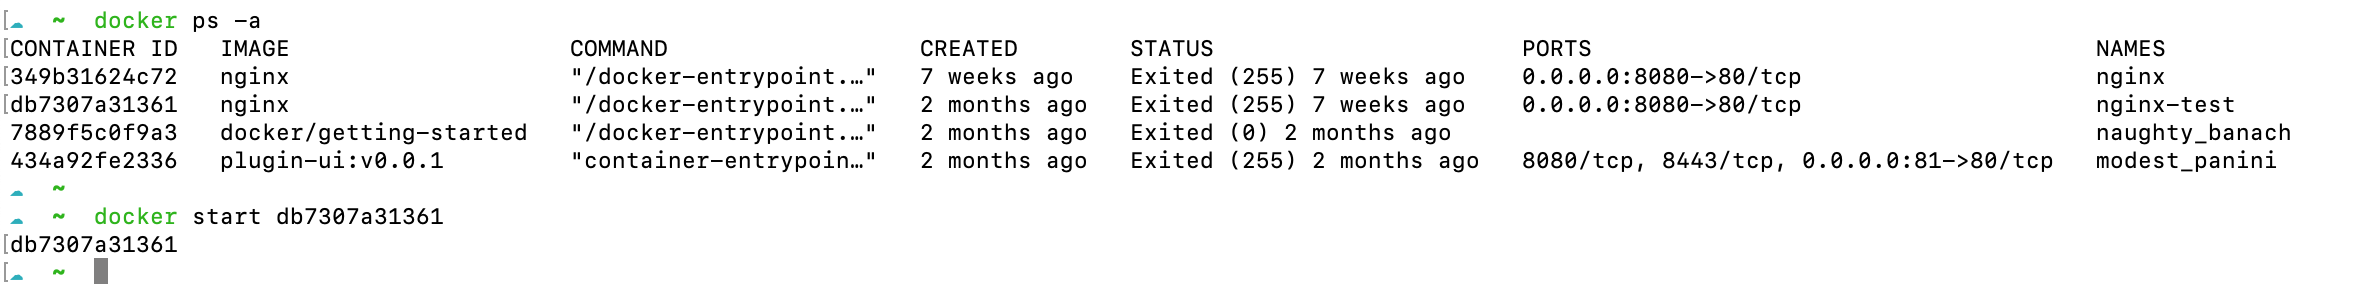 [☁ ~ docker ps -a
[CONTAINER ID   IMAGE                    COMMAND                  CREATED        STATUS                      PORTS                                    NAMES
[349b31624c72   nginx                    "/docker-entrypoint.…"   7 weeks ago    Exited (255) 7 weeks ago    0.0.0.0:8080->80/tcp                     nginx
[db7307a31361   nginx                    "/docker-entrypoint.…"   2 months ago   Exited (255) 7 weeks ago    0.0.0.0:8080->80/tcp                     nginx-test
7889f5c0f9a3   docker/getting-started   "/docker-entrypoint.…"   2 months ago   Exited (0) 2 months ago                                              naughty_banach
434a92fe2336   plugin-ui:v0.0.1         "container-entrypoin…"   2 months ago   Exited (255) 2 months ago   8080/tcp, 8443/tcp, 0.0.0.0:81->80/tcp   modest_panini
☁ ~
☁ ~ docker start db7307a31361
[db7307a31361
[☁ ~